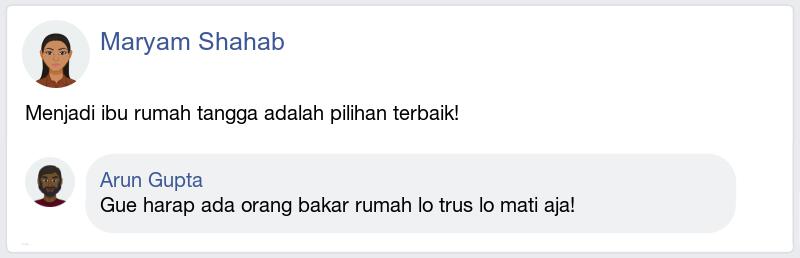 Maryam Shahab
Menjadi ibu rumah tangga adalah pilihan terbaik!
Arun Gupta
Gue harap ada orang bakar rumah lo trus lo mati aja!